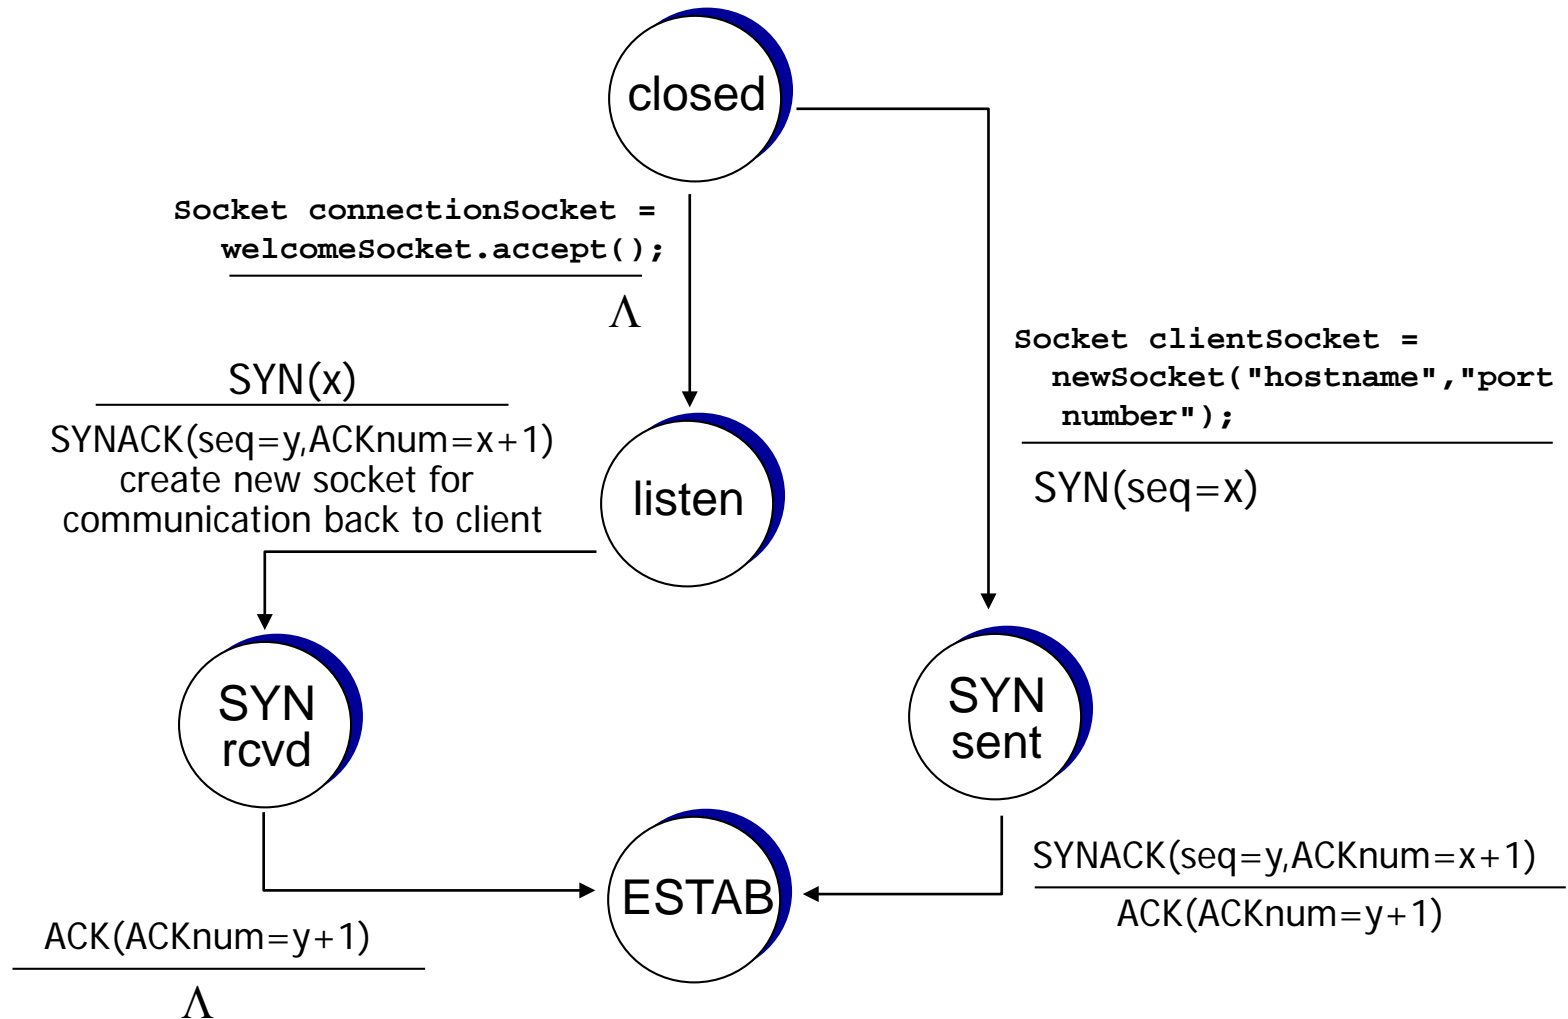 closed
Socket connectionSocket =
welcomeSocket.accept();
Λ
Socket clientSocket =
newSocket("hostname","port
number");
SYN(seq=x)
SYN(x)
SYNACK(seq=y,ACKnum=x+1)
create new socket for
communication back to client
listen
SYN
rcvd
SYN
sent
ESTAB
SYNACK(seq=y,ACKnum=x+1)
ACK(ACKnum=y+1)
ACK(ACKnum=y+1)
Λ